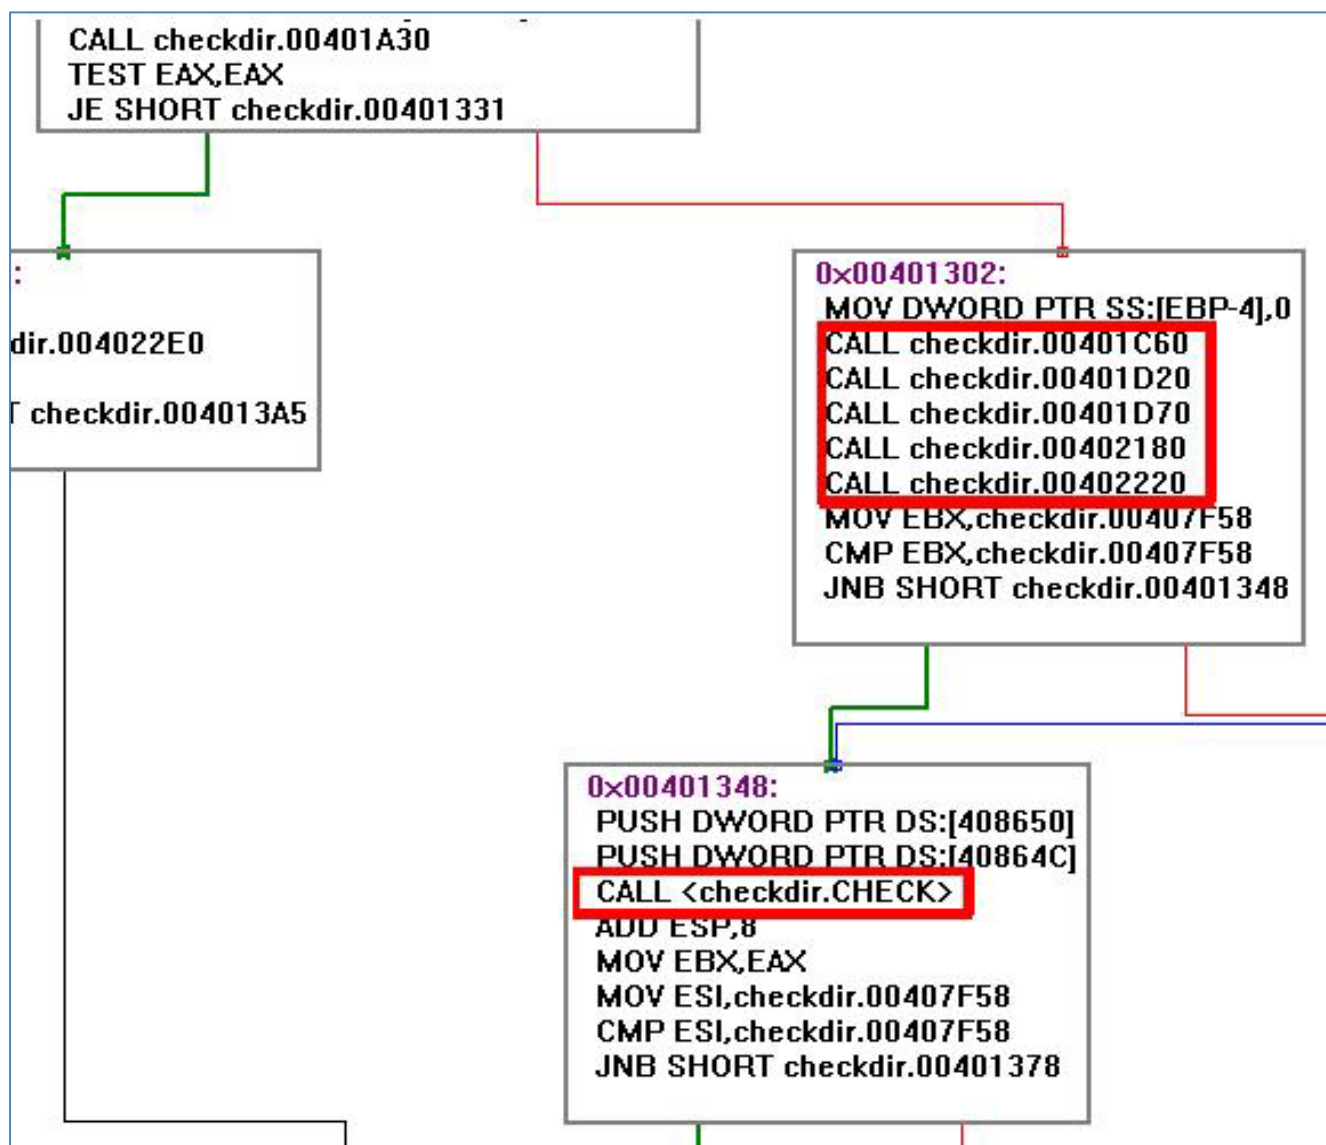 CALL checkdir.00401A30
TEST EAX,EAX
JE SHORT checkdir.00401331
:
dir.004022E0
checkdir.004013A5
0x00401302:
MOV DWORD PTR SS:[EBP-4],0
CALL checkdir.00401C60
CALL checkdir.00401D20
CALL checkdir.00401D70
CALL checkdir.00402180
CALL checkdir.00402220
MOV EBX,checkdir.00407F58
CMP EBX,checkdir.00407F58
JNB SHORT checkdir.00401348
0x00401348:
PUSH DWORD PTR DS:[408650]
PUSH DWORD PTR DS:[40864C]
CALL <checkdir.CHECK>
ADD ESP,8
MOV EBX,EAX
MOV ESI,checkdir.00407F58
CMP ESI,checkdir.00407F58
JNB SHORT checkdir.00401378